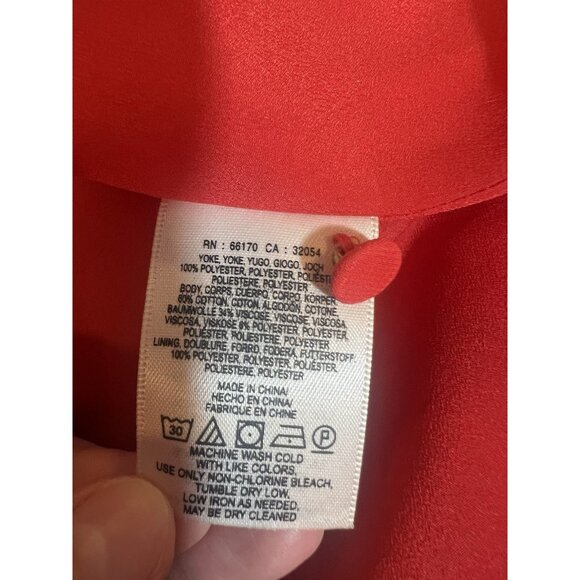 RN : 66170 CA : 32054
YOKE, YOKE, YUGO, GIOGO, JOCH
100% POLYESTER, POLYESTER, POLIÉSTER,
POLIESTERE, POLYESTER
BODY, CORPS, CUERPO, CORPO, KORPER
60% COTTON, COTON, ALGODON, COTONE,
BAUMWOLLE 34% VISCOSE, VISCOSE, VISCOSA,
VISCOSA, VISKOSE 6% POLYESTER, POLYESTER,
POLIÉSTER, POLIESTERE, POLYESTER
LINING, DOUBLURE, FORRO, FODERA, FUTTERSTOFF
100% POLYESTER, POLYESTER, POLIÉSTER,
POLIESTERE, POLYESTER
MADE IN CHINA/
HECHO EN CHINA/
FABRIQUE EN CHINE
30 P
MACHINE WASH COLD
WITH LIKE COLORS,
USE ONLY NON-CHLORINE BLEACH,
TUMBLE DRY LOW,
LOW IRON AS NEEDED,
MAY BE DRY CLEANED